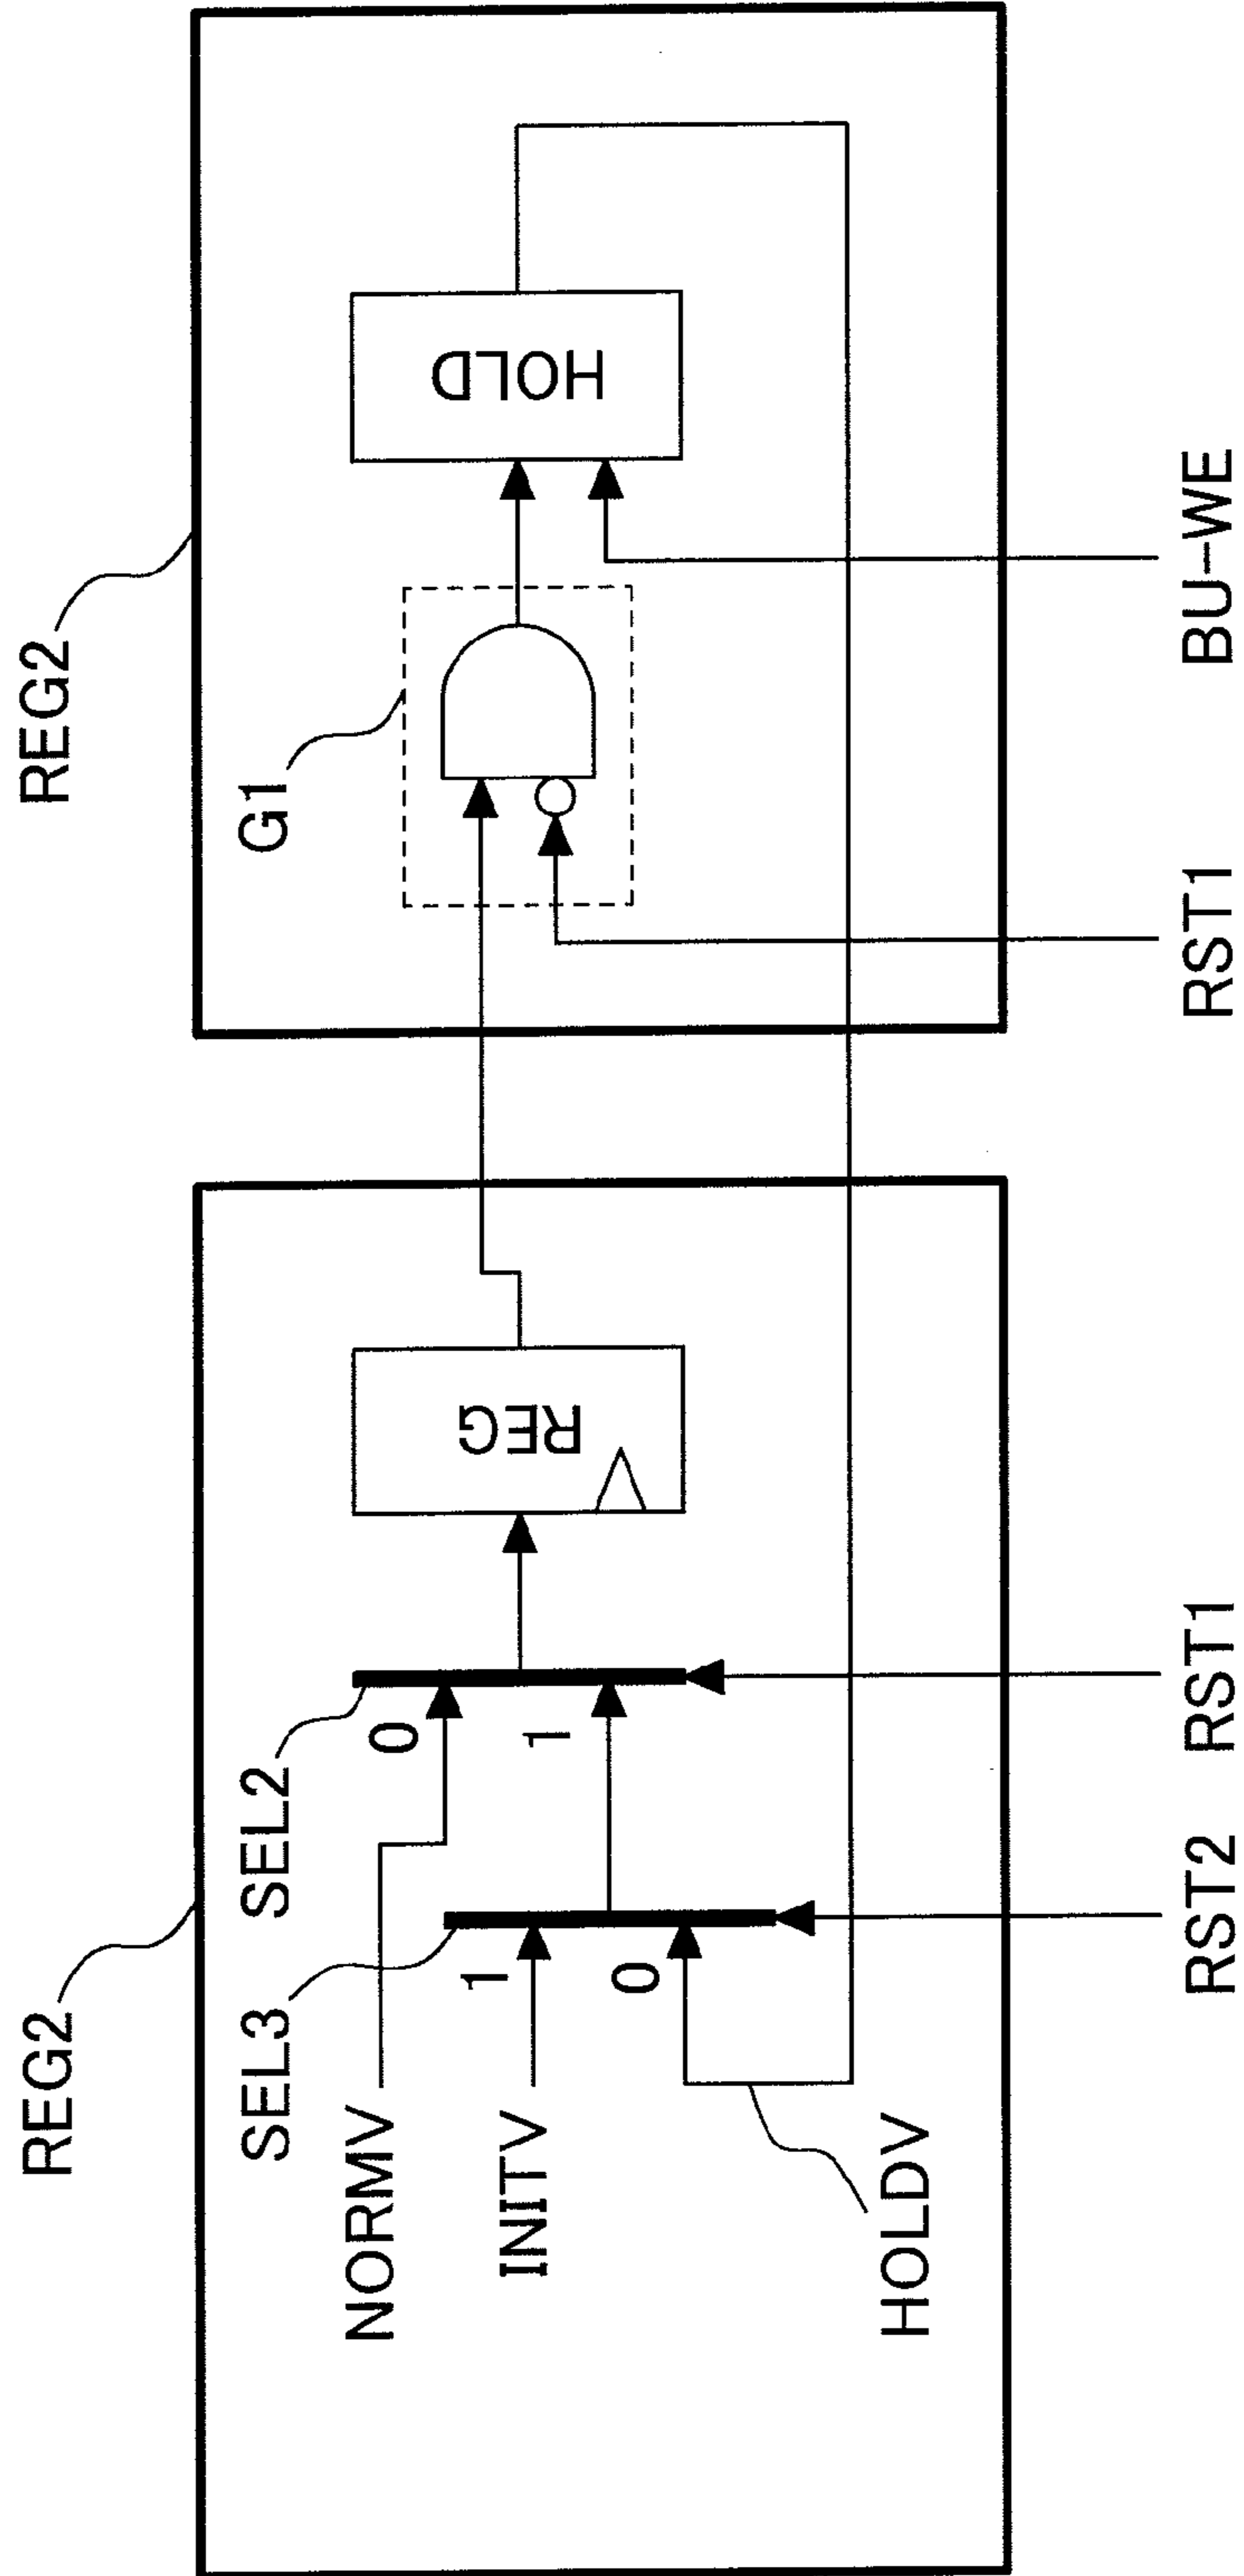 REG2
REG2
SEL3
SEL2
G1
NORMV
0
REG
HOLD
1
1
INITV
0
HOLDV
RST2
RST1
RST1
BU-WE